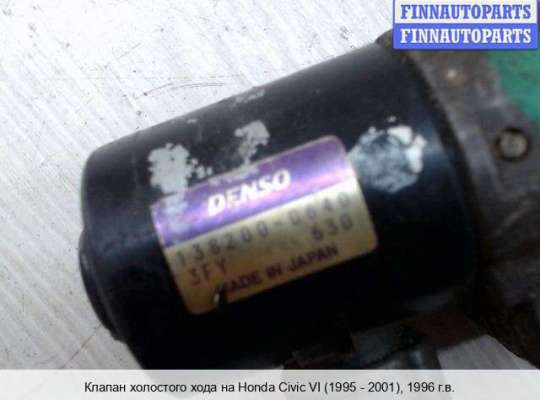 FINNAUTOPARTS
FINNAUTOPARTS
DENSO
138200-0640
3FY 630
MADE IN JAPAN
Клапан холостого хода на Honda Civic VI (1995 - 2001), 1996 г.в.